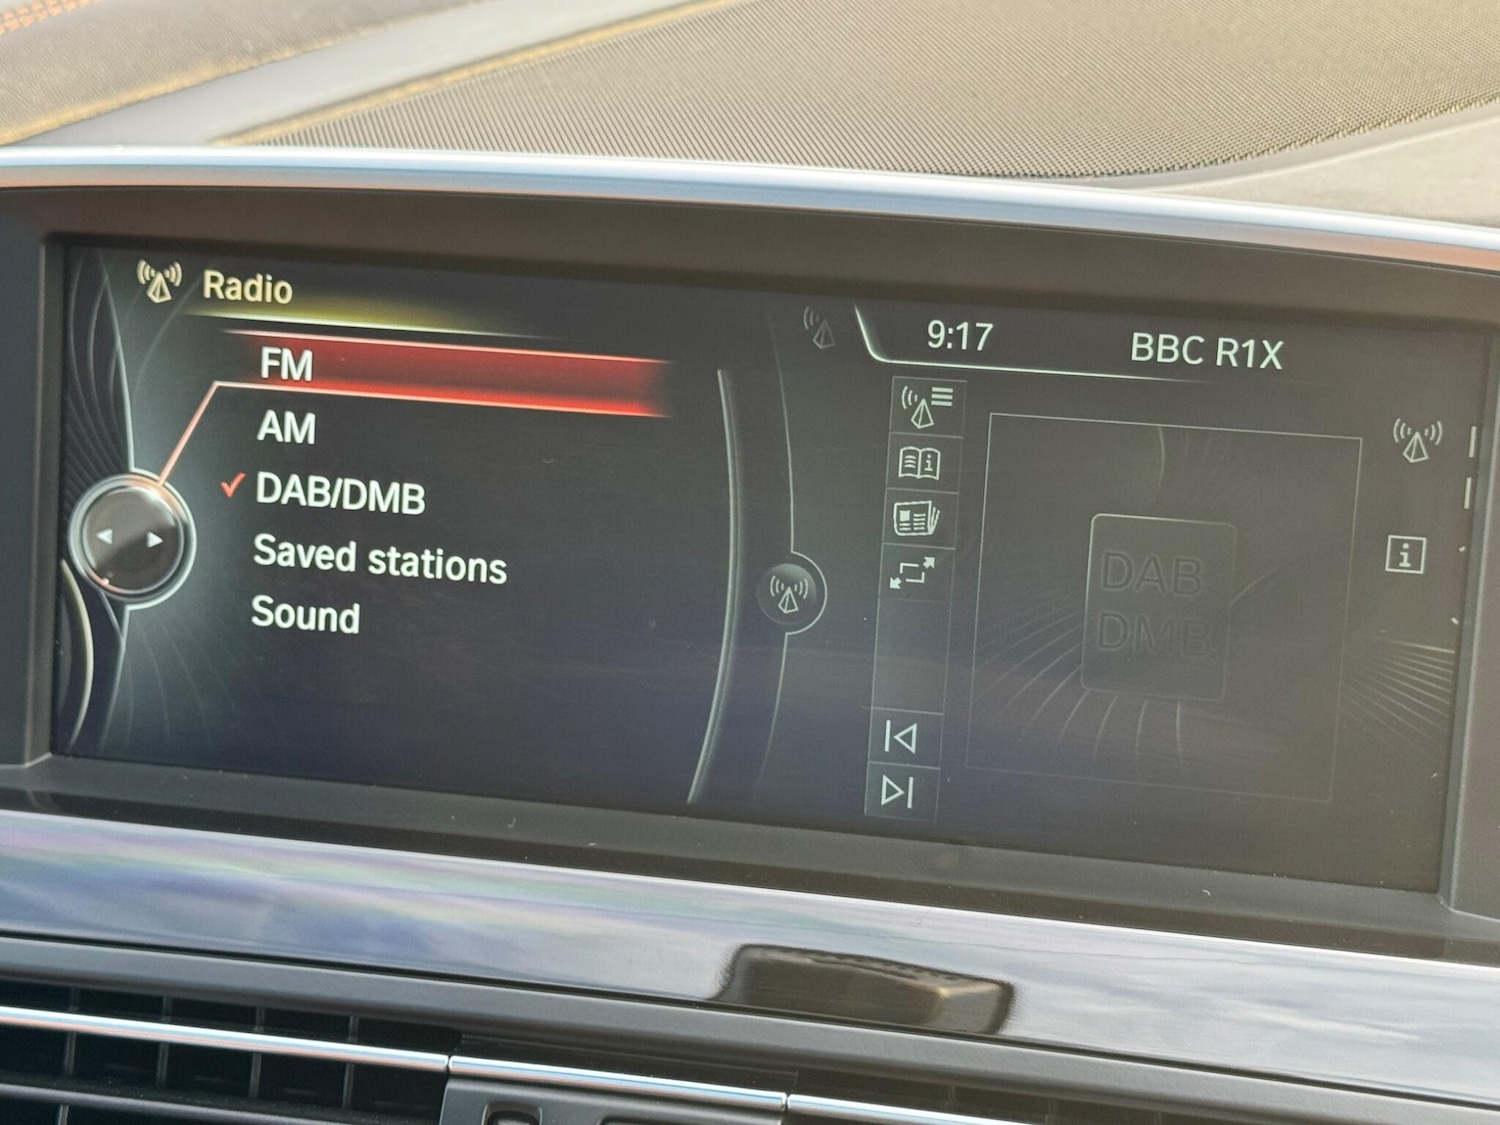 Radio
9:17
BBC R1X
FM
AM
DAB/DMB
Saved stations
Sound
DAB
DMB